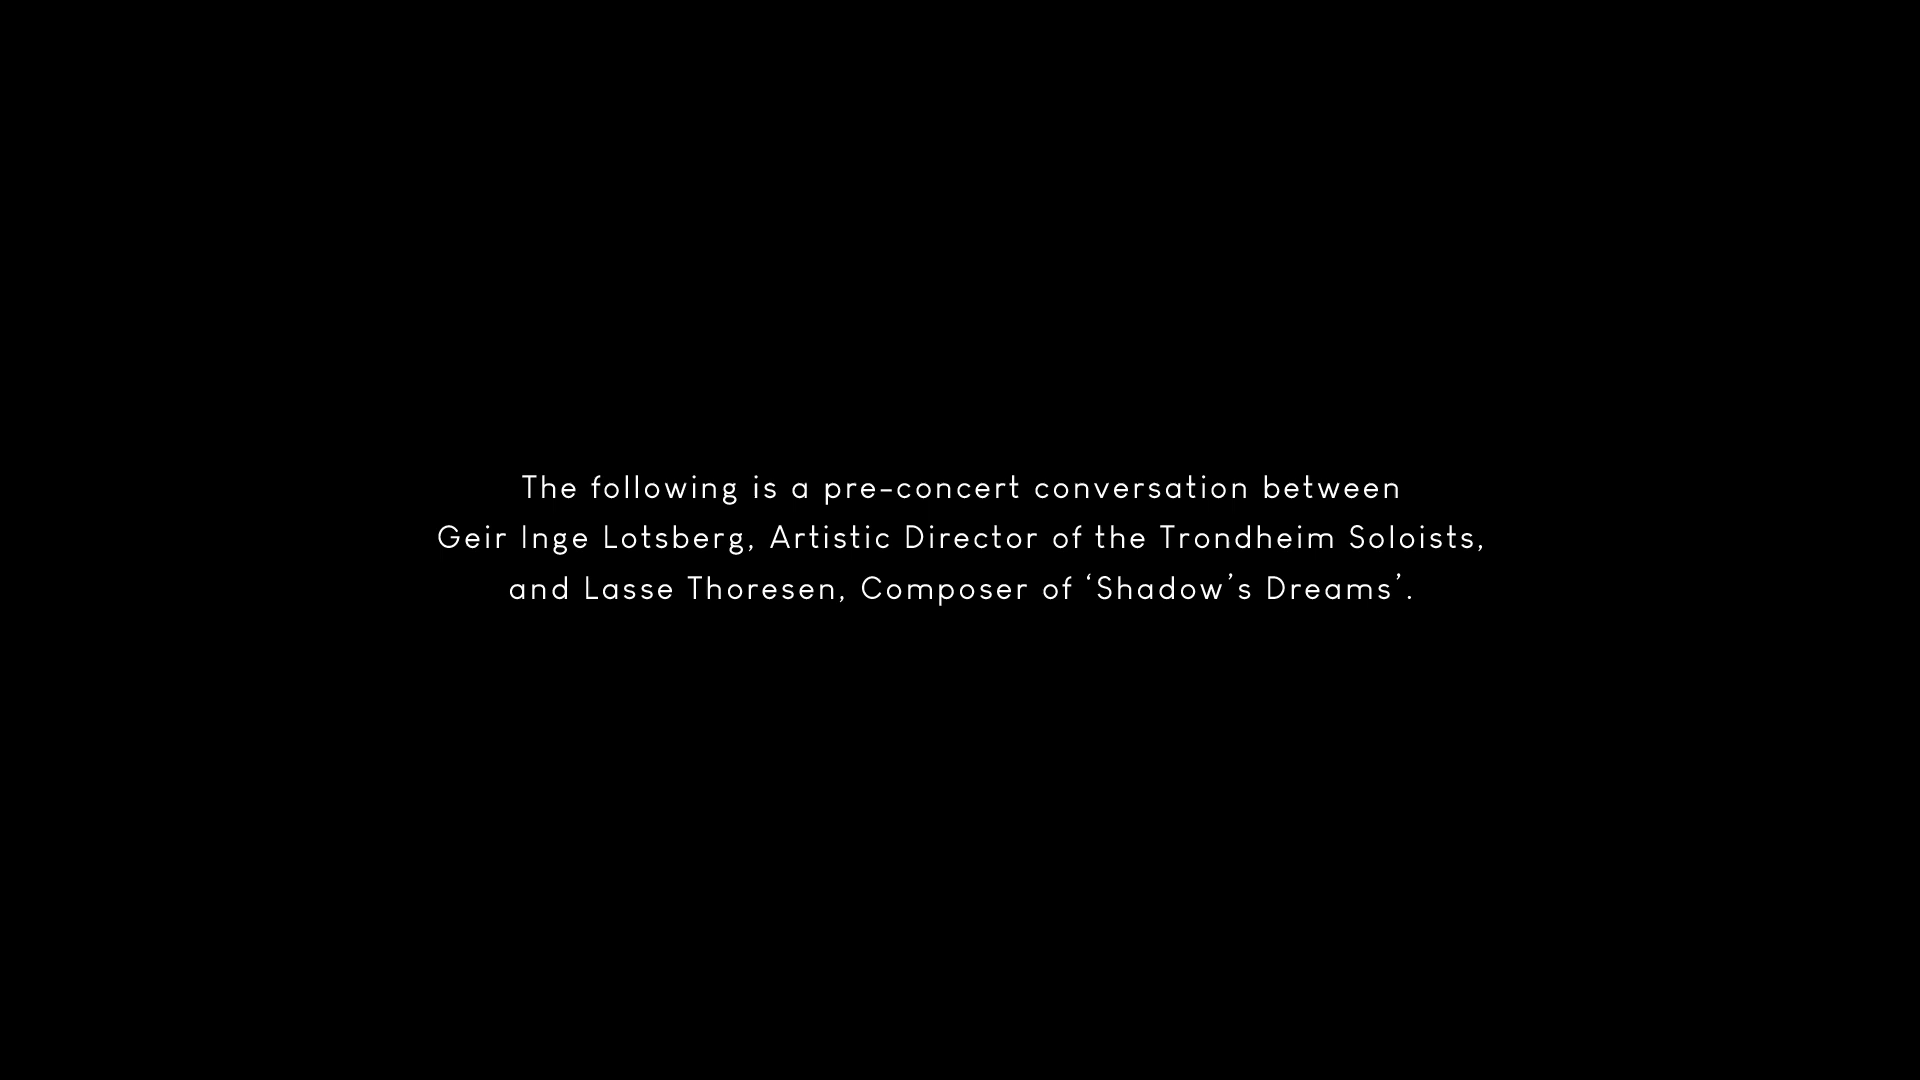 The following is a pre-concert conversation between
Geir Inge Lotsberg, Artistic Director of the Trondheim Soloists,
and Lasse Thoresen, Composer of ‘Shadow’s Dreams’.